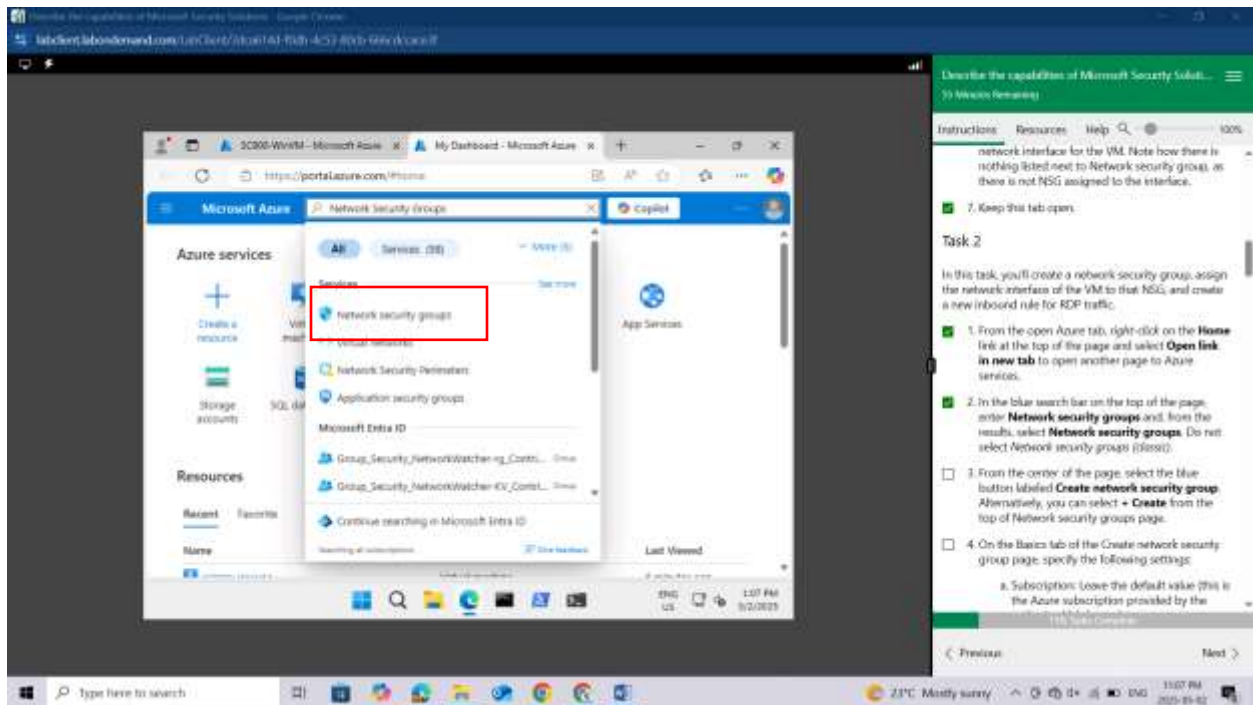 Describe the capabilities of Microsoft Security Solutions - Google Chrome
labclient.labondemand.com/LabClient/
SC900-WinVM - Microsoft Azure
My Dashboard - Microsoft Azure
https://portal.azure.com/#home
Microsoft Azure
Network Security Groups
Copilot
All
Services (38)
More (6)
Azure services
Services
See more
Network security groups
Virtual networks
Network Security Perimeters
Application security groups
Create a resource
App Services
Storage accounts
Microsoft Entra ID
Group_Security_NetworkWatcher-rg_Contri... Group
Group_Security_NetworkWatcher-KV_Contri... Group
Continue searching in Microsoft Entra ID
Give feedback
Resources
Recent
Favorite
Name
Last Viewed
ENG
US
1:07 PM
5/2/2025
Describe the capabilities of Microsoft Security Soluti...
Minutes Remaining
Instructions
Resources
Help
100%
network interface for the VM. Note how there is
nothing listed next to Network security group, as
there is not NSG assigned to the interface.
7. Keep this tab open.
Task 2
In this task, you'll create a network security group, assign
the network interface of the VM to that NSG, and create
a new inbound rule for RDP traffic.
1. From the open Azure tab, right-click on the Home
link at the top of the page and select Open link
in new tab to open another page to Azure
services.
2. In the blue search bar on the top of the page,
enter Network security groups and, from the
results, select Network security groups. Do not
select Network security groups (classic).
3. From the center of the page, select the blue
button labeled Create network security group.
Alternatively, you can select + Create from the
top of Network security groups page.
4. On the Basics tab of the Create network security
group page, specify the following settings:
a. Subscription: Leave the default value (this is
the Azure subscription provided by the
Tasks Complete
Previous
Next
Type here to search
23°C Mostly sunny
ENG
11:07 PM
2025-05-02